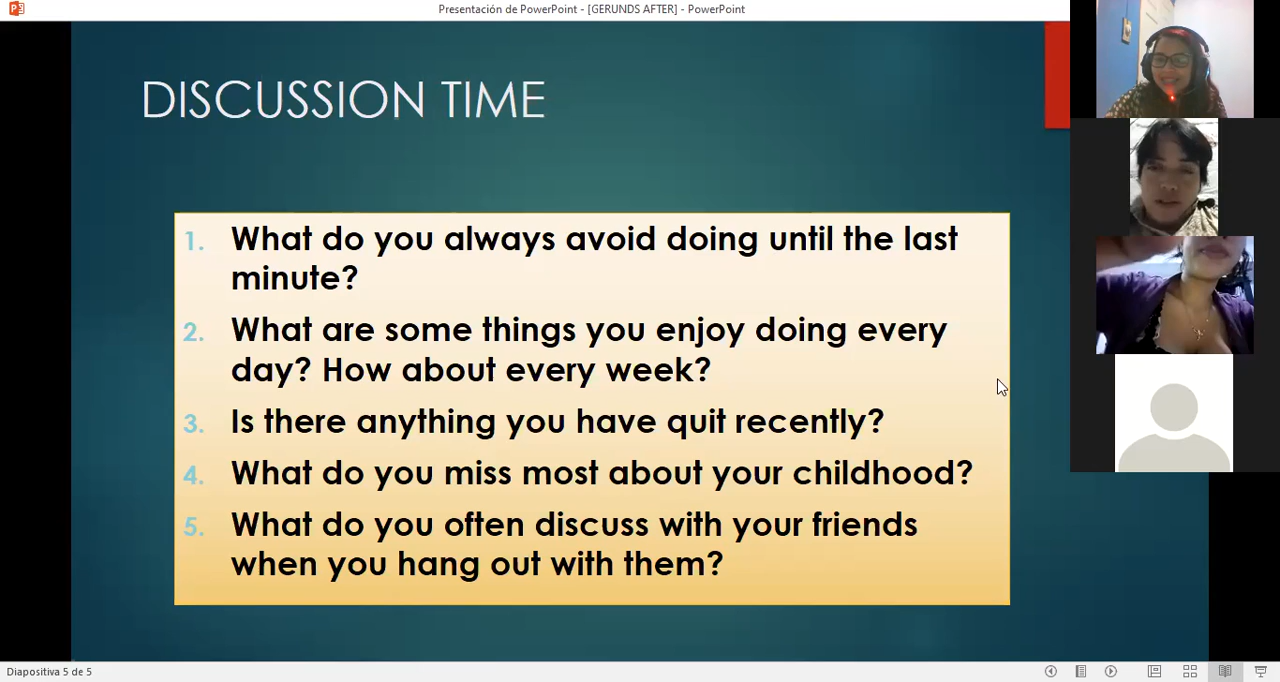 Presentación de PowerPoint - [GERUNDS AFTER] - PowerPoint
DISCUSSION TIME
1. What do you always avoid doing until the last
minute?
2. What are some things you enjoy doing every
day? How about every week?
3. Is there anything you have quit recently?
4. What do you miss most about your childhood?
5. What do you often discuss with your friends
when you hang out with them?
Diapositiva 5 de 5